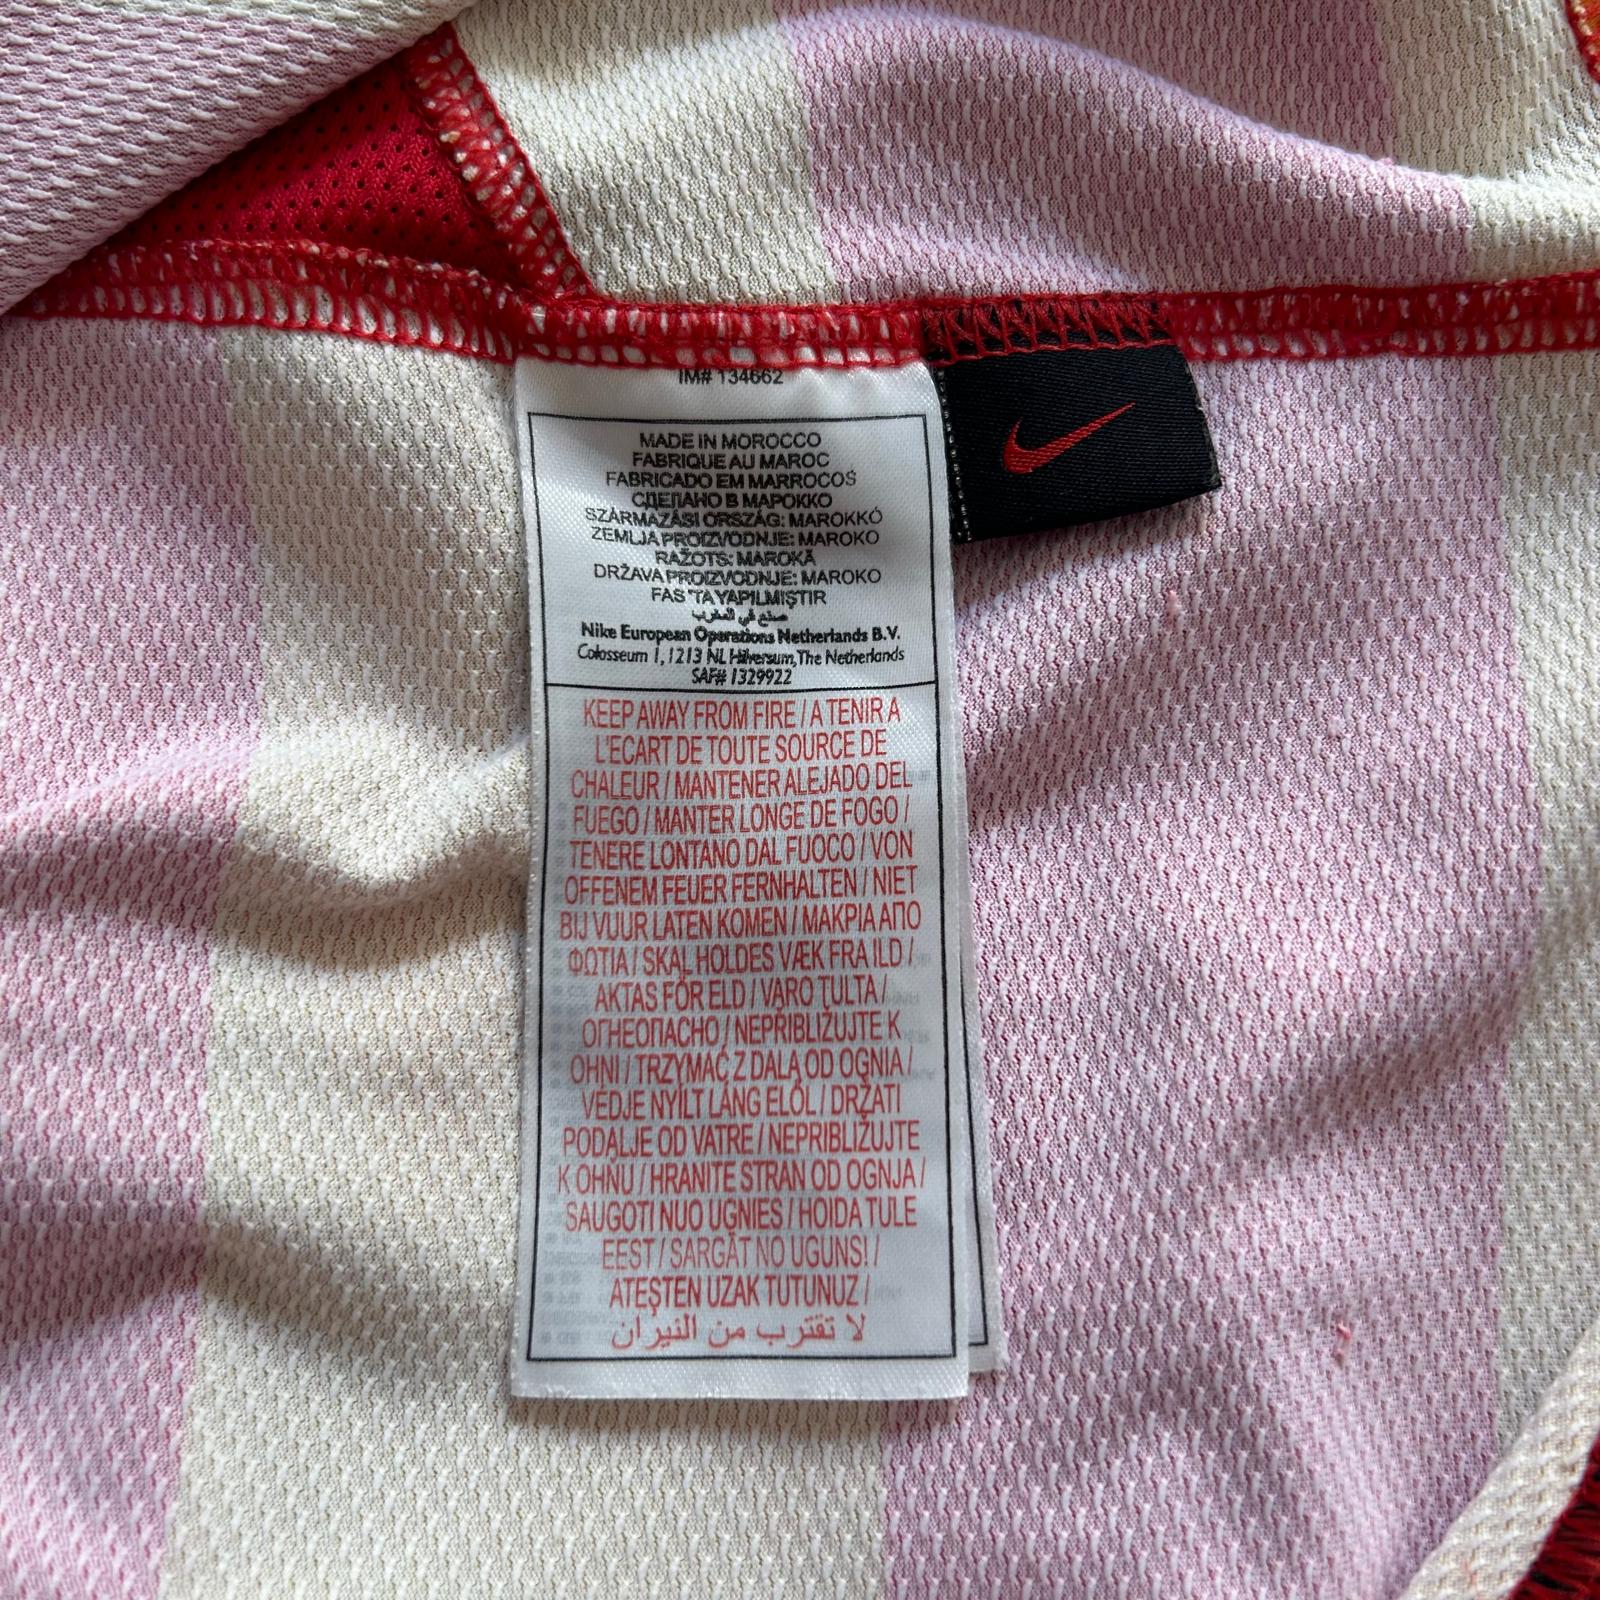 IM# 134662
MADE IN MOROCCO
FABRIQUE AU MAROC
FABRICADO EM MARROCOS
СДЕЛАНО В МАРОККО
SZÁRMAZÁSI ORSZÁG: MAROKKÓ
ZEMLJA PROIZVODNJE: MAROKO
RAŽOTS: MAROKĀ
DRŽAVA PROIZVODNJE: MAROKO
FAS 'TA YAPILMIŞTIR
صنع في المغرب
Nike European Operations Netherlands B.V.
Colosseum 1, 1213 NL Hilversum, The Netherlands
SAF# 1329922
KEEP AWAY FROM FIRE / A TENIR A
L'ECART DE TOUTE SOURCE DE
CHALEUR / MANTENER ALEJADO DEL
FUEGO / MANTER LONGE DE FOGO /
TENERE LONTANO DAL FUOCO / VON
OFFENEM FEUER FERNHALTEN / NIET
BIJ VUUR LATEN KOMEN / ΜΑΚΡΙΑ ΑΠΟ
ΦΩΤΙΑ / SKAL HOLDES VÆK FRA ILD /
AKTAS FÖR ELD / VARO TULTA /
ОГНЕОПАСНО / NEPŘIBLIŽUJTE K
OHNI / TRZYMAĆ Z DALA OD OGNIA /
VÉDJE NYÍLT LÁNG ELŐL / DRŽATI
PODALJE OD VATRE / NEPRIBLIŽUJTE
K OHŇU / HRANITE STRAN OD OGNJA /
SAUGOTI NUO UGNIES / HOIDA TULE
EEST / SARGĀT NO UGUNS! /
ATEŞTEN UZAK TUTUNUZ /
لا تقترب من النيران